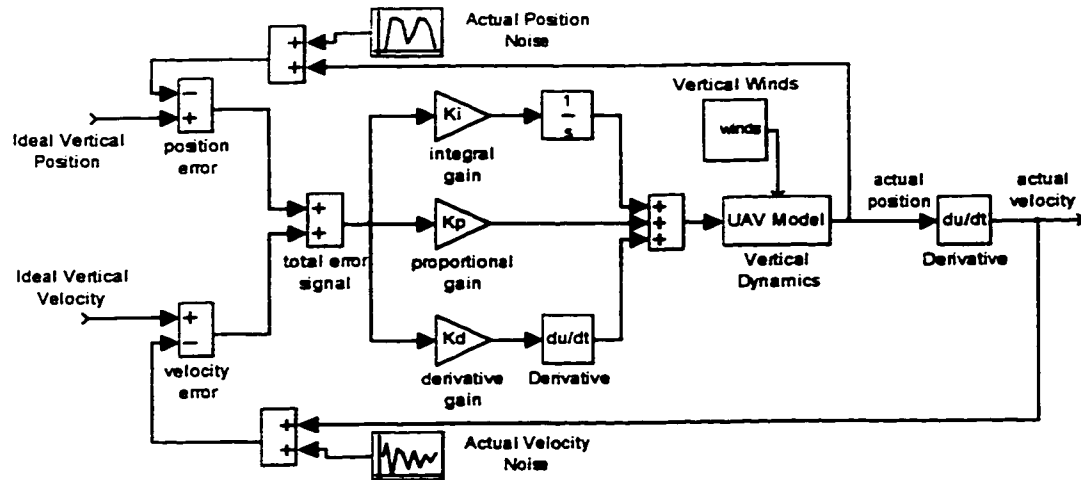 Actual Position
Noise
+
+
Vertical Winds
winds
−
+
Ideal Vertical
Position
position
error
Ki
integral
gain
1
s
+
+
total error
signal
Kp
proportional
gain
+
+
+
UAV Model
Vertical
Dynamics
actual
position
du/dt
Derivative
actual
velocity
Ideal Vertical
Velocity
+
−
velocity
error
Kd
derivative
gain
du/dt
Derivative
+
+
Actual Velocity
Noise